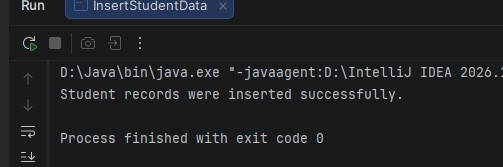 Run
InsertStudentData
D:\Java\bin\java.exe "-javaagent:D:\IntelliJ IDEA 2026.1
Student records were inserted successfully.
Process finished with exit code 0